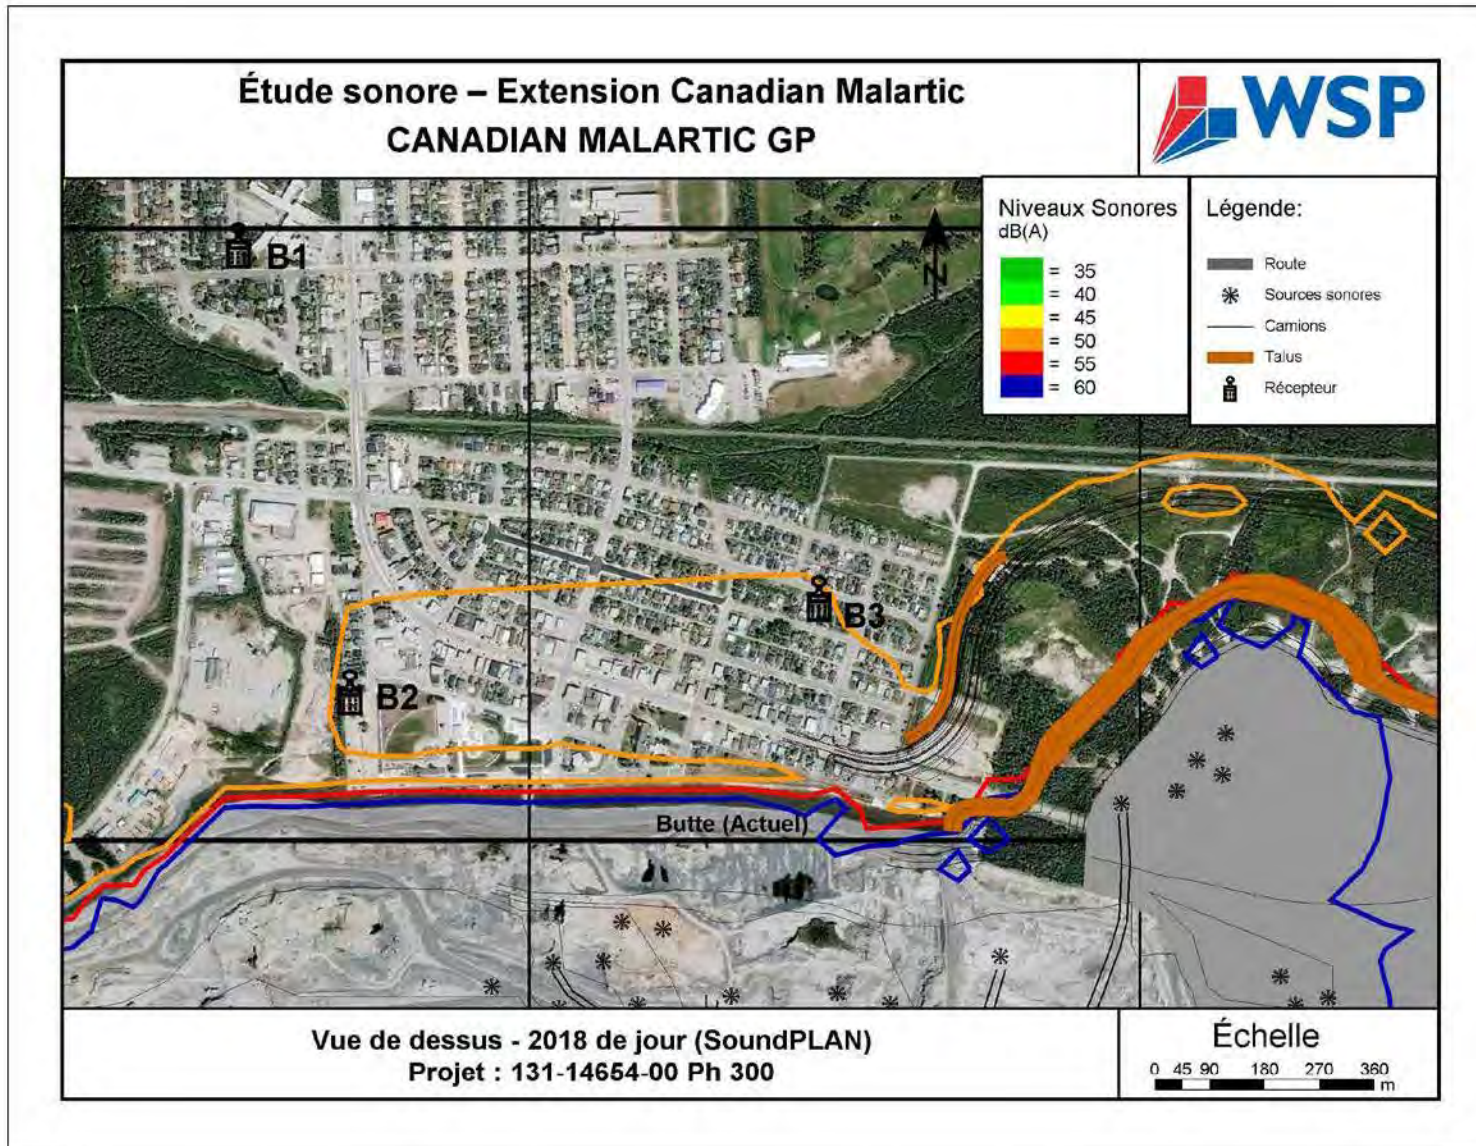 Étude sonore – Extension Canadian Malartic
CANADIAN MALARTIC GP
WSP
Niveaux Sonores
dB(A)
= 35
= 40
= 45
= 50
= 55
= 60
Légende:
Route
Sources sonores
Camions
Talus
Récepteur
N
B1
B2
B3
Butte (Actuel)
Vue de dessus - 2018 de jour (SoundPLAN)
Projet : 131-14654-00 Ph 300
Échelle
0 45 90 180 270 360
m